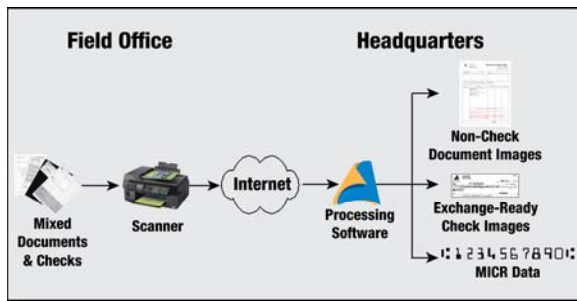 Field Office
Headquarters
Mixed
Documents
& Checks
Scanner
Internet
Processing
Software
Non-Check
Document Images
Exchange-Ready
Check Images
⑆1234567890⑆
MICR Data